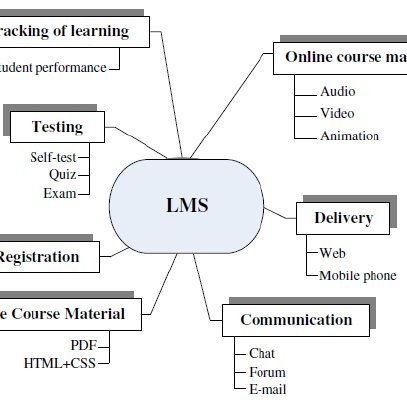 racking of learning
tudent performance
Online course ma
Audio
Video
Animation
Testing
Self-test
Quiz
Exam
LMS
Delivery
Web
Mobile phone
Registration
e Course Material
PDF
HTML+CSS
Communication
Chat
Forum
E-mail